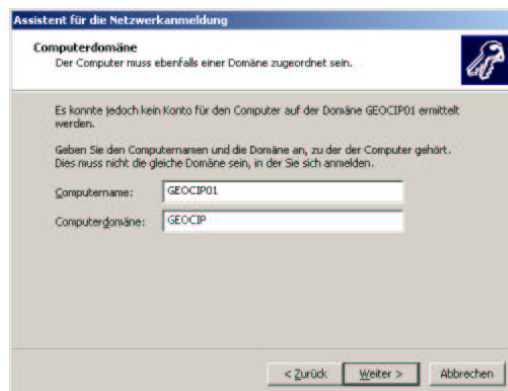 Assistent für die Netzwerkanmeldung
Computerdomäne
Der Computer muss ebenfalls einer Domäne zugeordnet sein.
Es konnte jedoch kein Konto für den Computer auf der Domäne GEOCIP01 ermittelt
werden.
Geben Sie den Computernamen und die Domäne an, zu der der Computer gehört.
Dies muss nicht die gleiche Domäne sein, in der Sie sich anmelden.
Computername: GEOCIP01
Computerdomäne: GEOCIP
< Zurück Weiter > Abbrechen